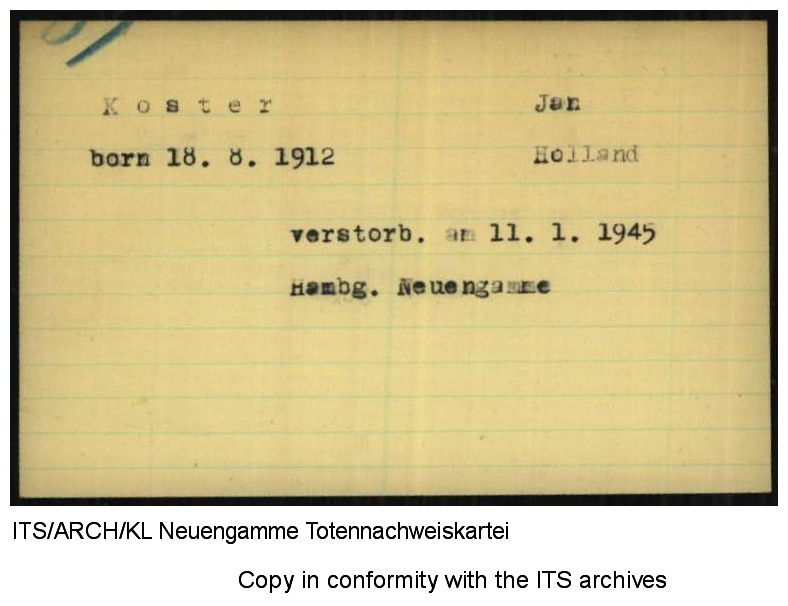 Koster Jan
born 18. 8. 1912 Holland
verstorb. am 11. 1. 1945
Hambg. Neuengamme
ITS/ARCH/KL Neuengamme Totennachweiskartei
Copy in conformity with the ITS archives